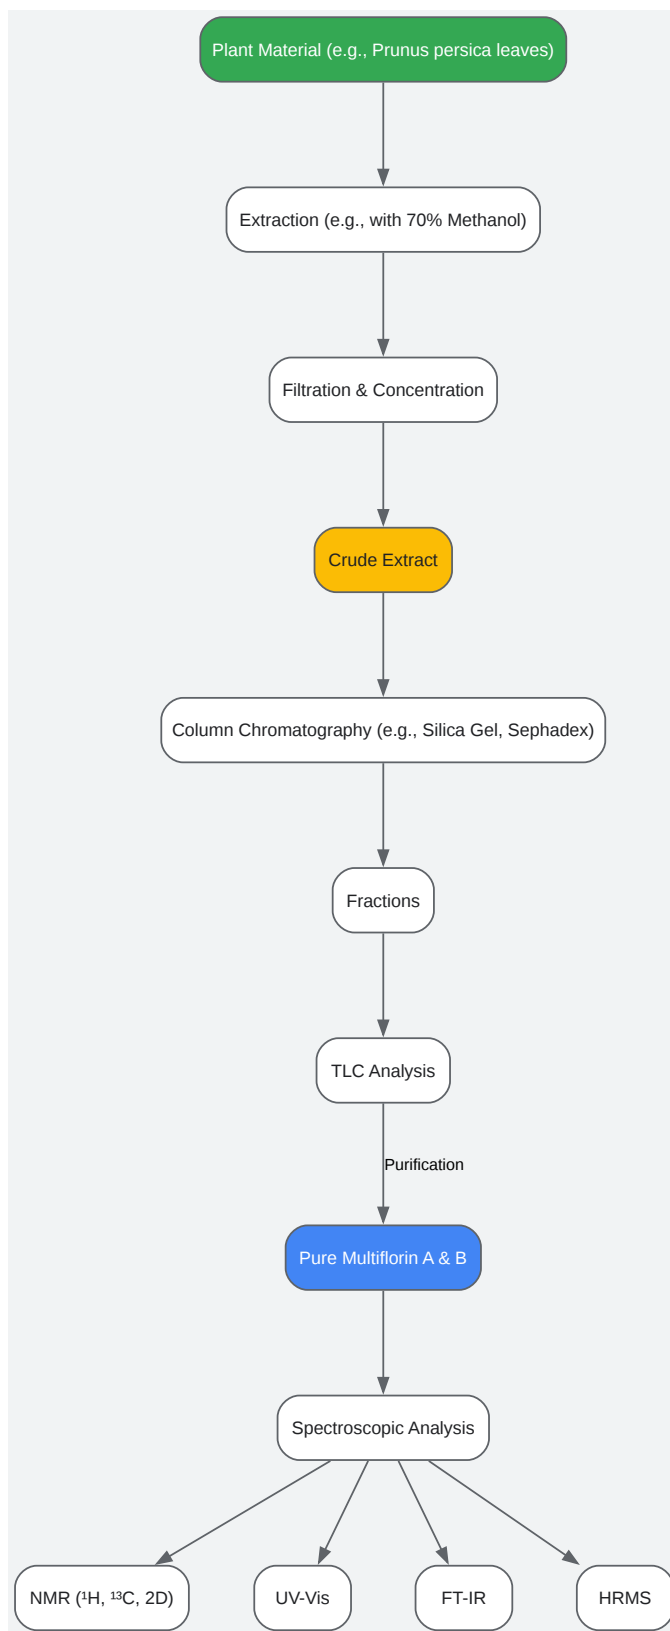 Plant Material (e.g., Prunus persica leaves)
Extraction (e.g., with 70% Methanol)
Filtration & Concentration
Crude Extract
Column Chromatography (e.g., Silica Gel, Sephadex)
Fractions
TLC Analysis
Purification
Pure Multiflorin A & B
Spectroscopic Analysis
NMR (¹H, ¹³C, 2D)
UV-Vis
FT-IR
HRMS